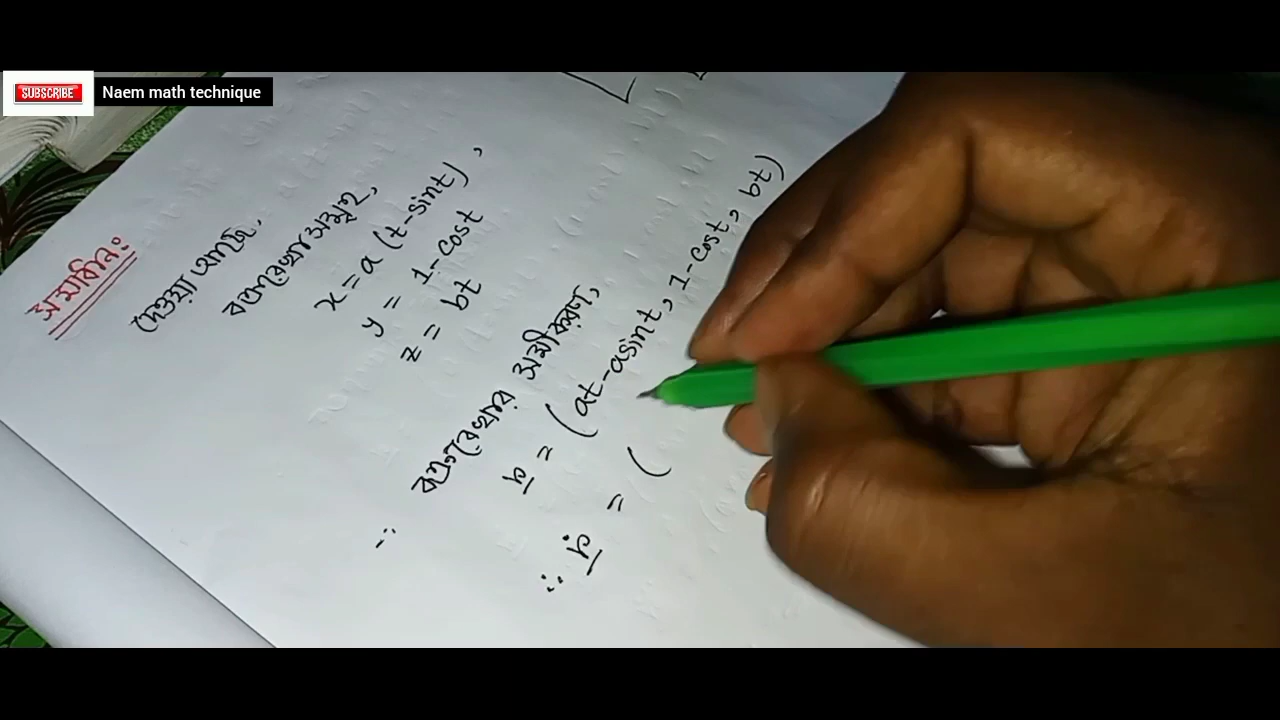 SUBSCRIBE
Naem math technique
সমাধান:
দেওয়া আছে,
বক্ররেখাসমূহ,
x = a (t-sint),
y = 1-cost
z = bt
∴ বক্ররেখার সমীকরণ,
r = (at-asint, 1-cost, bt)
∴ ṙ = (